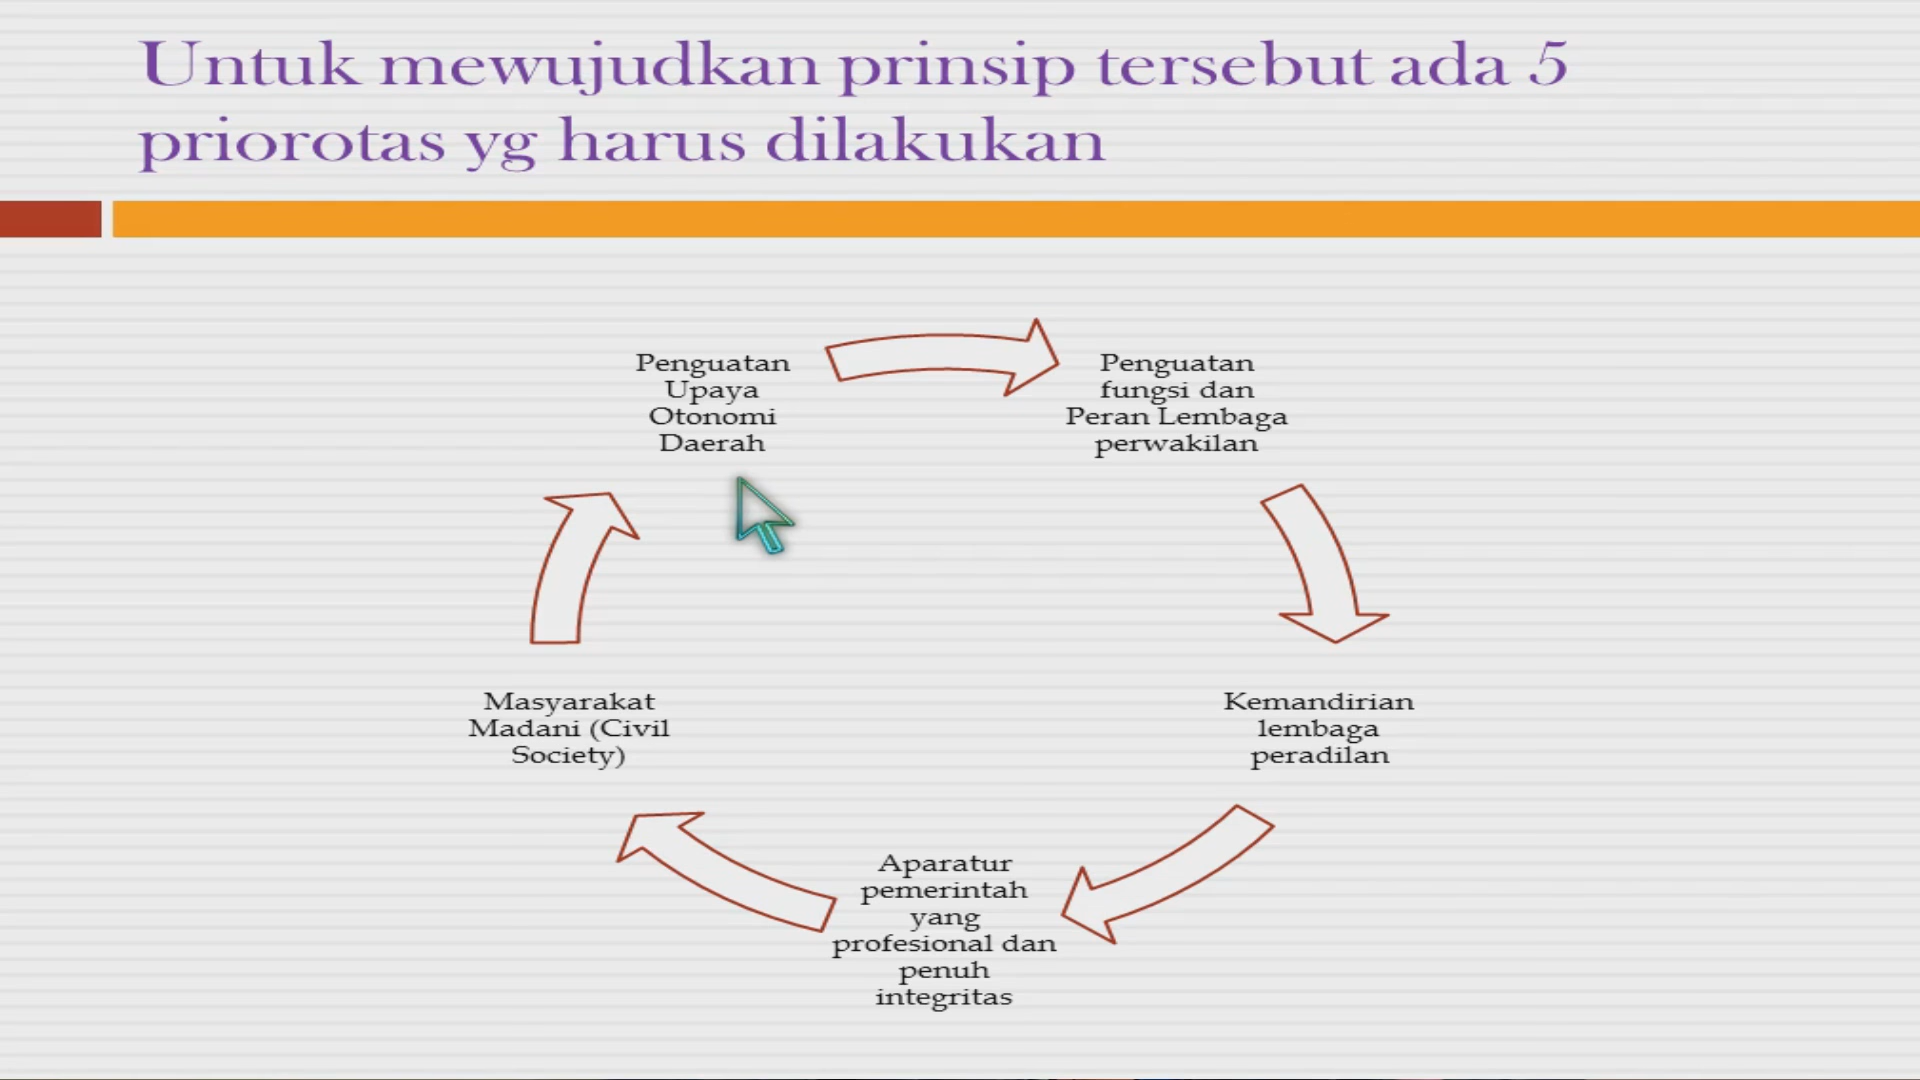 Untuk mewujudkan prinsip tersebut ada 5
priorotas yg harus dilakukan
Penguatan
Upaya
Otonomi
Daerah
Penguatan
fungsi dan
Peran Lembaga
perwakilan
Kemandirian
lembaga
peradilan
Aparatur
pemerintah
yang
profesional dan
penuh
integritas
Masyarakat
Madani (Civil
Society)